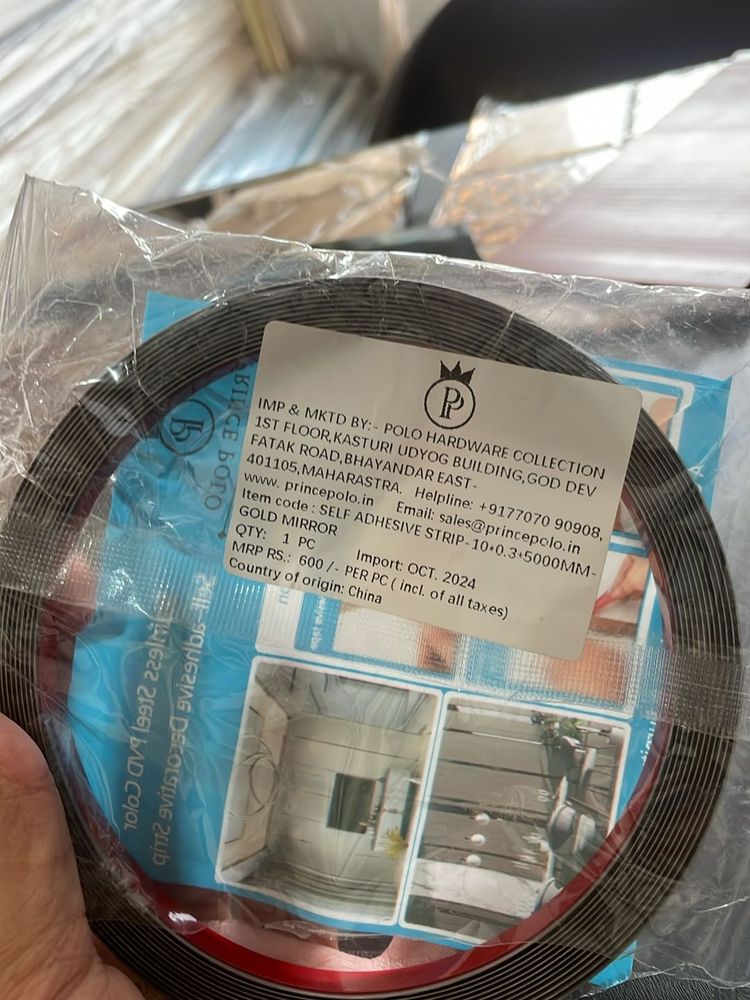 P
IMP & MKTD BY:- POLO HARDWARE COLLECTION
1ST FLOOR,KASTURI UDYOG BUILDING,GOD DEV
FATAK ROAD,BHAYANDAR EAST-
401105,MAHARASTRA. Helpline: +9177070 90908,
www. princepolo.in Email: sales@princepolo.in
Item code : SELF ADHESIVE STRIP-10*0.3*5000MM-
GOLD MIRROR
QTY: 1 PC Import: OCT. 2024
MRP RS.: 600 /- PER PC ( incl. of all taxes)
Country of origin: China
PRINCE POLO
Self-adhesive Decorative Strip
Stainless Steel PVD Color